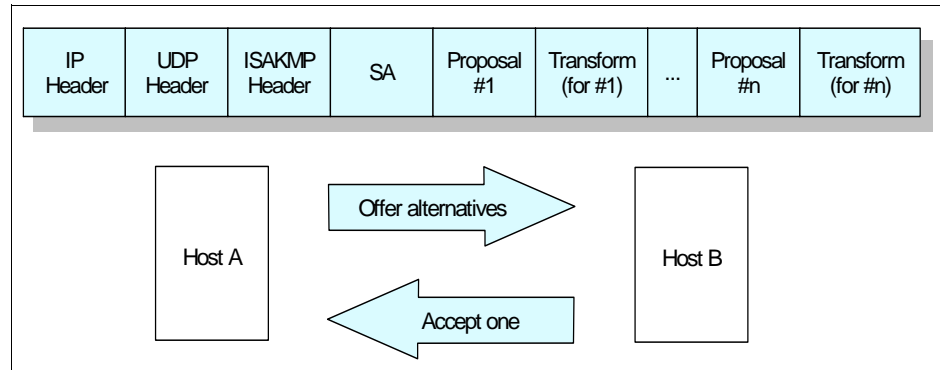 IP
Header
UDP
Header
ISAKMP
Header
SA
Proposal
#1
Transform
(for #1)
...
Proposal
#n
Transform
(for #n)
Host A
Offer alternatives
Host B
Accept one